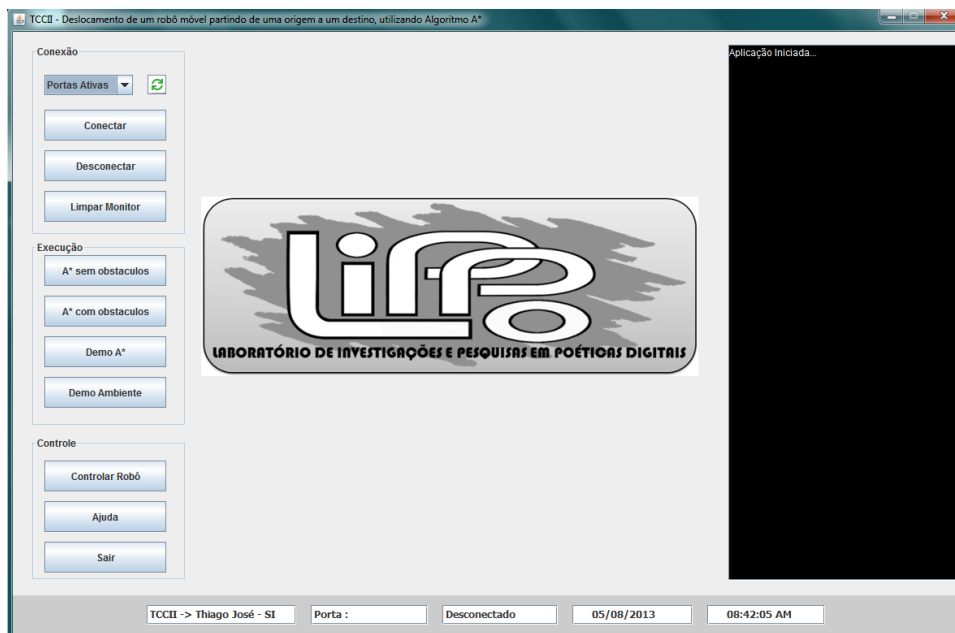 TCCII - Deslocamento de um robô móvel partindo de uma origem a um destino, utilizando Algoritmo A*
Conexão
Portas Ativas
Conectar
Desconectar
Limpar Monitor
Execução
A* sem obstaculos
A* com obstaculos
Demo A*
Demo Ambiente
Controle
Controlar Robô
Ajuda
Sair
LiPPo
LABORATÓRIO DE INVESTIGAÇÕES E PESQUISAS EM POÉTICAS DIGITAIS
Aplicação Iniciada...
TCCII -> Thiago José - SI
Porta :
Desconectado
05/08/2013
08:42:05 AM